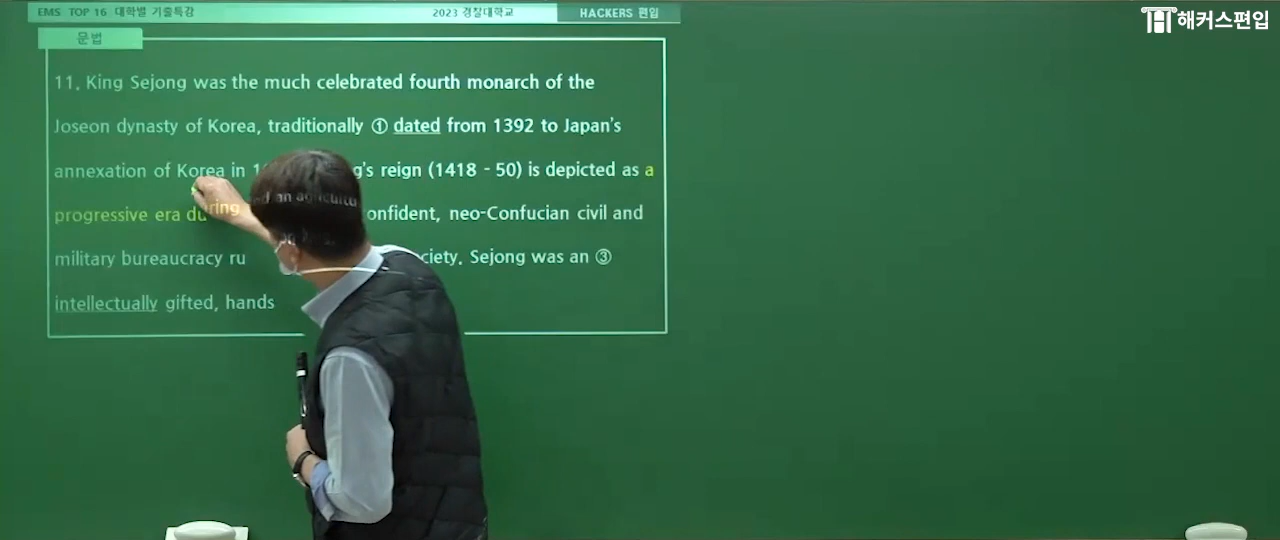 EMS TOP 16 대학별 기출특강
2023 경찰대학교
HACKERS 편입
해커스편입
문법
11. King Sejong was the much celebrated fourth monarch of the
Joseon dynasty of Korea, traditionally ① dated from 1392 to Japan's
annexation of Korea in reign (1418 - 50) is depicted as a
progressive era during neo-Confucian civil and
military bureaucracy Sejong was an ③
intellectually gifted,